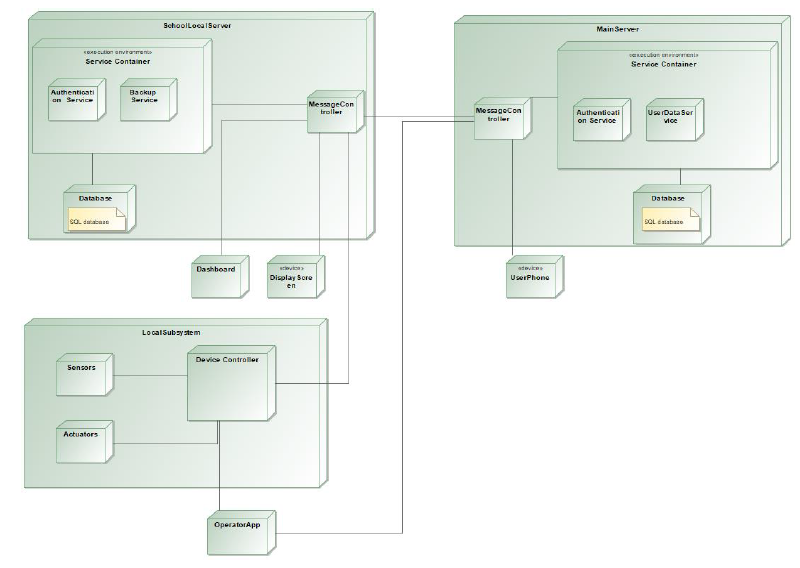 SchoolLocalServer
«execution environment»
Service Container
Authenticati
on Service
Backup
Service
MessageCon
troller
Database
SQL database
MainServer
«execution environment»
Service Container
MessageCon
troller
Authenticati
on Service
UserDataSer
vice
Database
SQL database
Dashboard
«device»
DisplayScre
en
«device»
UserPhone
LocalSubsystem
Sensors
Device Controller
Actuators
OperatorApp